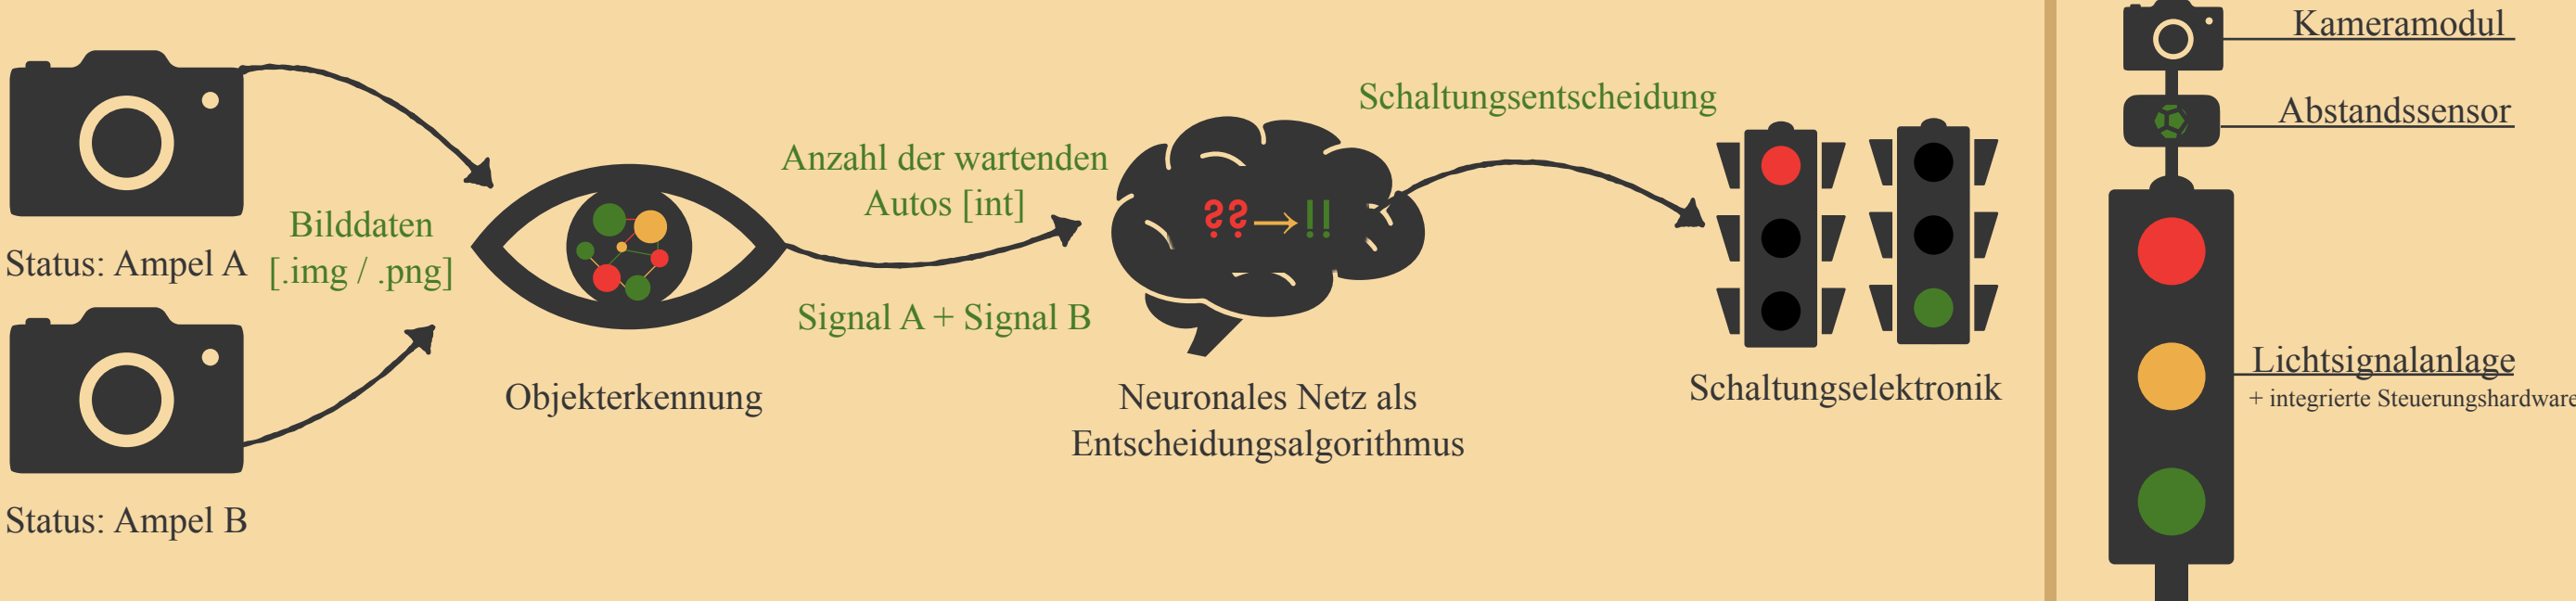 Status: Ampel A
Status: Ampel B
Bilddaten
[.img / .png]
Objekterkennung
Anzahl der wartenden
Autos [int]
Signal A + Signal B
??→!!
Neuronales Netz als
Entscheidungsalgorithmus
Schaltungsentscheidung
Schaltungselektronik
Kameramodul
Abstandssensor
Lichtsignalanlage
+ integrierte Steuerungshardware